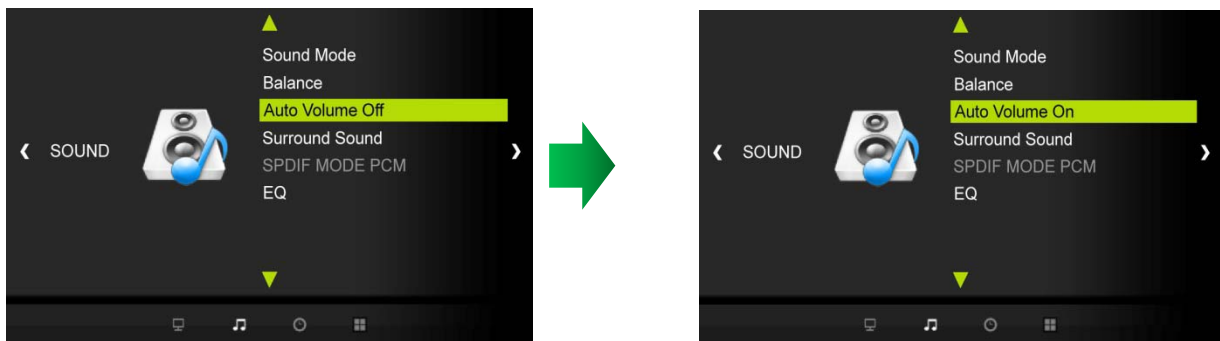 Sound Mode
Balance
Auto Volume Off
Surround Sound
SPDIF MODE PCM
EQ
SOUND
Sound Mode
Balance
Auto Volume On
Surround Sound
SPDIF MODE PCM
EQ
SOUND